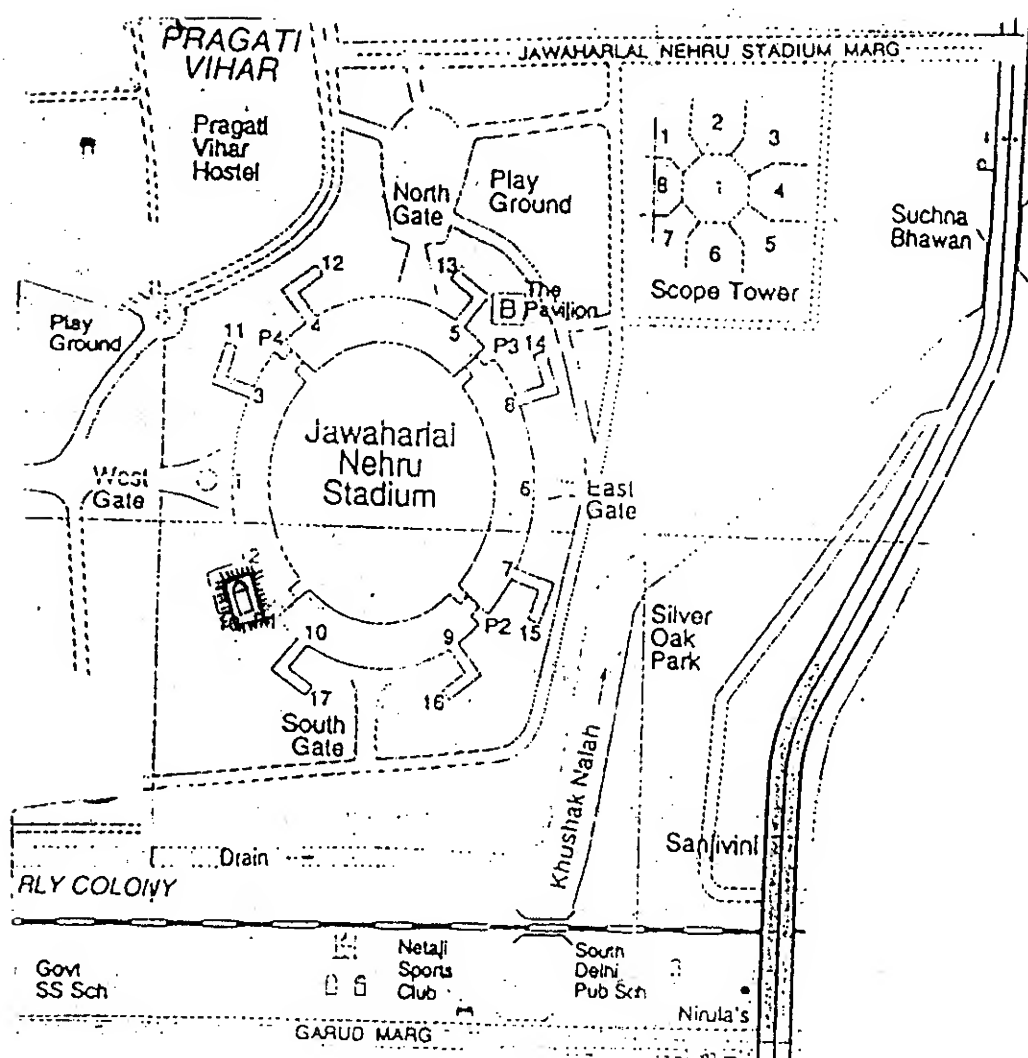 PRAGATI
VIHAR
JAWAHARLAL NEHRU STADIUM MARG
Pragati
Vihar
Hostel
North
Gate
Play
Ground
1
2
3
8
1
4
7
6
5
Scope Tower
Suchna
Bhawan
12
13
The
Pavilion
B
Play
Ground
11
P4
4
5
P3
14
3
8
Jawaharlal
Nehru
Stadium
West
Gate
6
East
Gate
2
7
10
9
P2
15
17
16
South
Gate
Silver
Oak
Park
Khushak Nalah
Sanjivini
Drain
RLY COLONY
Govt
SS Sch
Netaji
Sports
Club
South
Delhi
Pub Sch
Nirula's
GARUD MARG